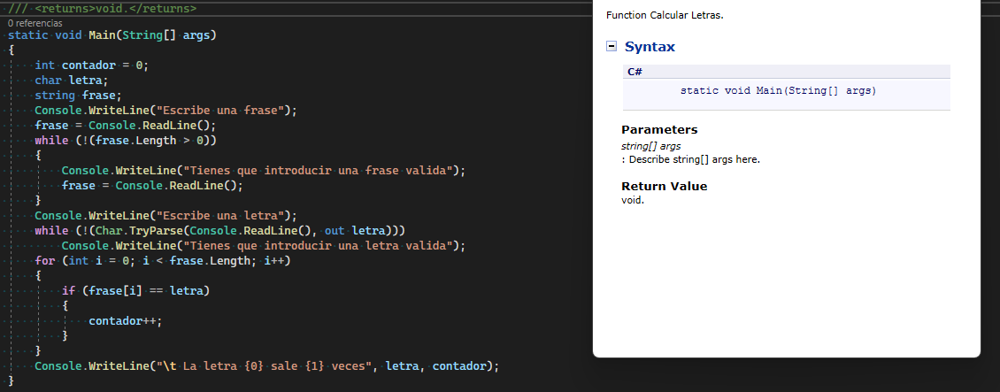 /// <returns>void.</returns>
0 referencias
static void Main(String[] args)
{
int contador = 0;
char letra;
string frase;
Console.WriteLine("Escribe una frase");
frase = Console.ReadLine();
while (!(frase.Length > 0))
{
Console.WriteLine("Tienes que introducir una frase valida");
frase = Console.ReadLine();
}
Console.WriteLine("Escribe una letra");
while (!(Char.TryParse(Console.ReadLine(), out letra)))
Console.WriteLine("Tienes que introducir una letra valida");
for (int i = 0; i < frase.Length; i++)
{
if (frase[i] == letra)
{
contador++;
}
}
Console.WriteLine("\t La letra {0} sale {1} veces", letra, contador);
}
Function Calcular Letras.
Syntax
C#
static void Main(String[] args)
Parameters
string[] args
: Describe string[] args here.
Return Value
void.